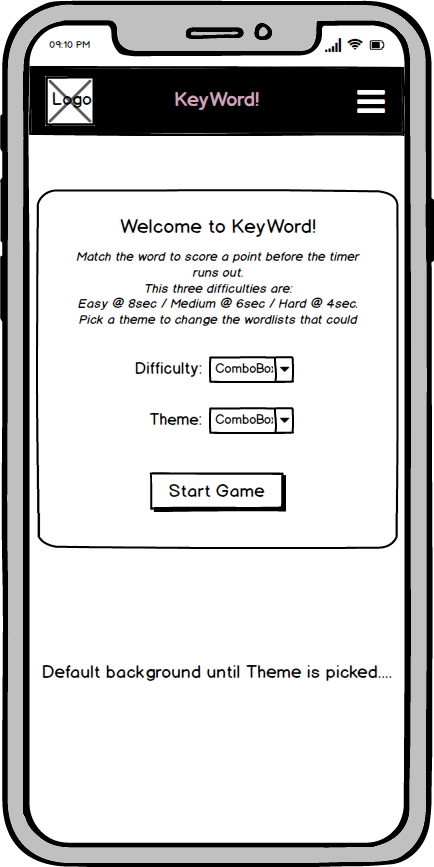 09:10 PM
Logo
KeyWord!
Welcome to KeyWord!
Match the word to score a point before the timer
runs out.
This three difficulties are:
Easy @ 8sec / Medium @ 6sec / Hard @ 4sec.
Pick a theme to change the wordlists that could
Difficulty: ComboBo
Theme: ComboBo
Start Game
Default background until Theme is picked....